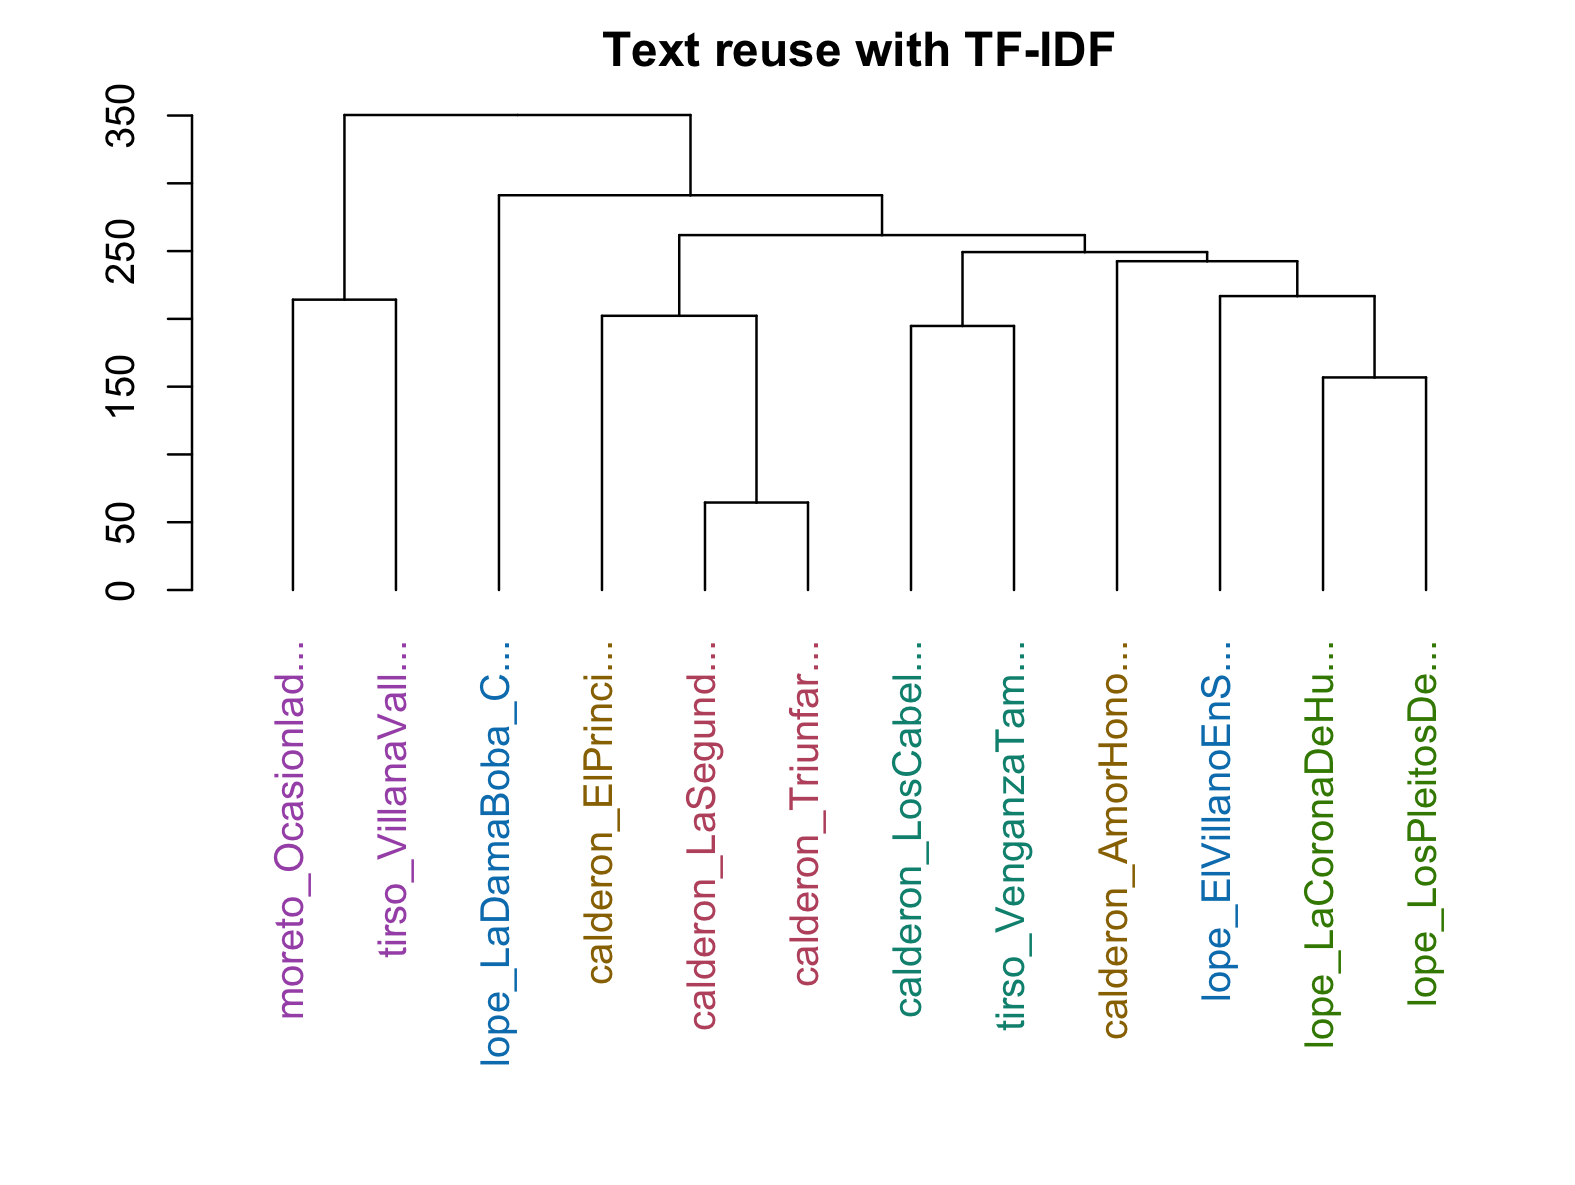 Text reuse with TF-IDF
350
250
150
50
0
moreto_Ocasionlad...
tirso_VillanaVall...
lope_LaDamaBoba_C...
calderon_ElPrinci...
calderon_LaSegund...
calderon_Triunfar...
calderon_LosCabel...
tirso_VenganzaTam...
calderon_AmorHono...
lope_ElVillanoEnS...
lope_LaCoronaDeHu...
lope_LosPleitosDe...